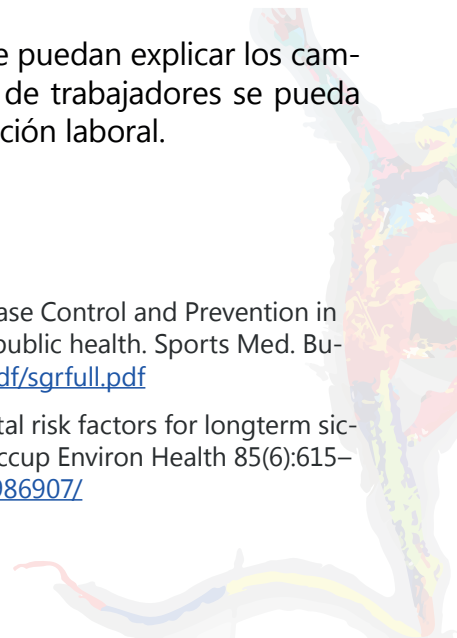 e puedan explicar los cam-
de trabajadores se pueda
ción laboral.
ase Control and Prevention in
public health. Sports Med. Bu-
df/sgrfull.pdf
tal risk factors for longterm sic-
ccup Environ Health 85(6):615–
986907/